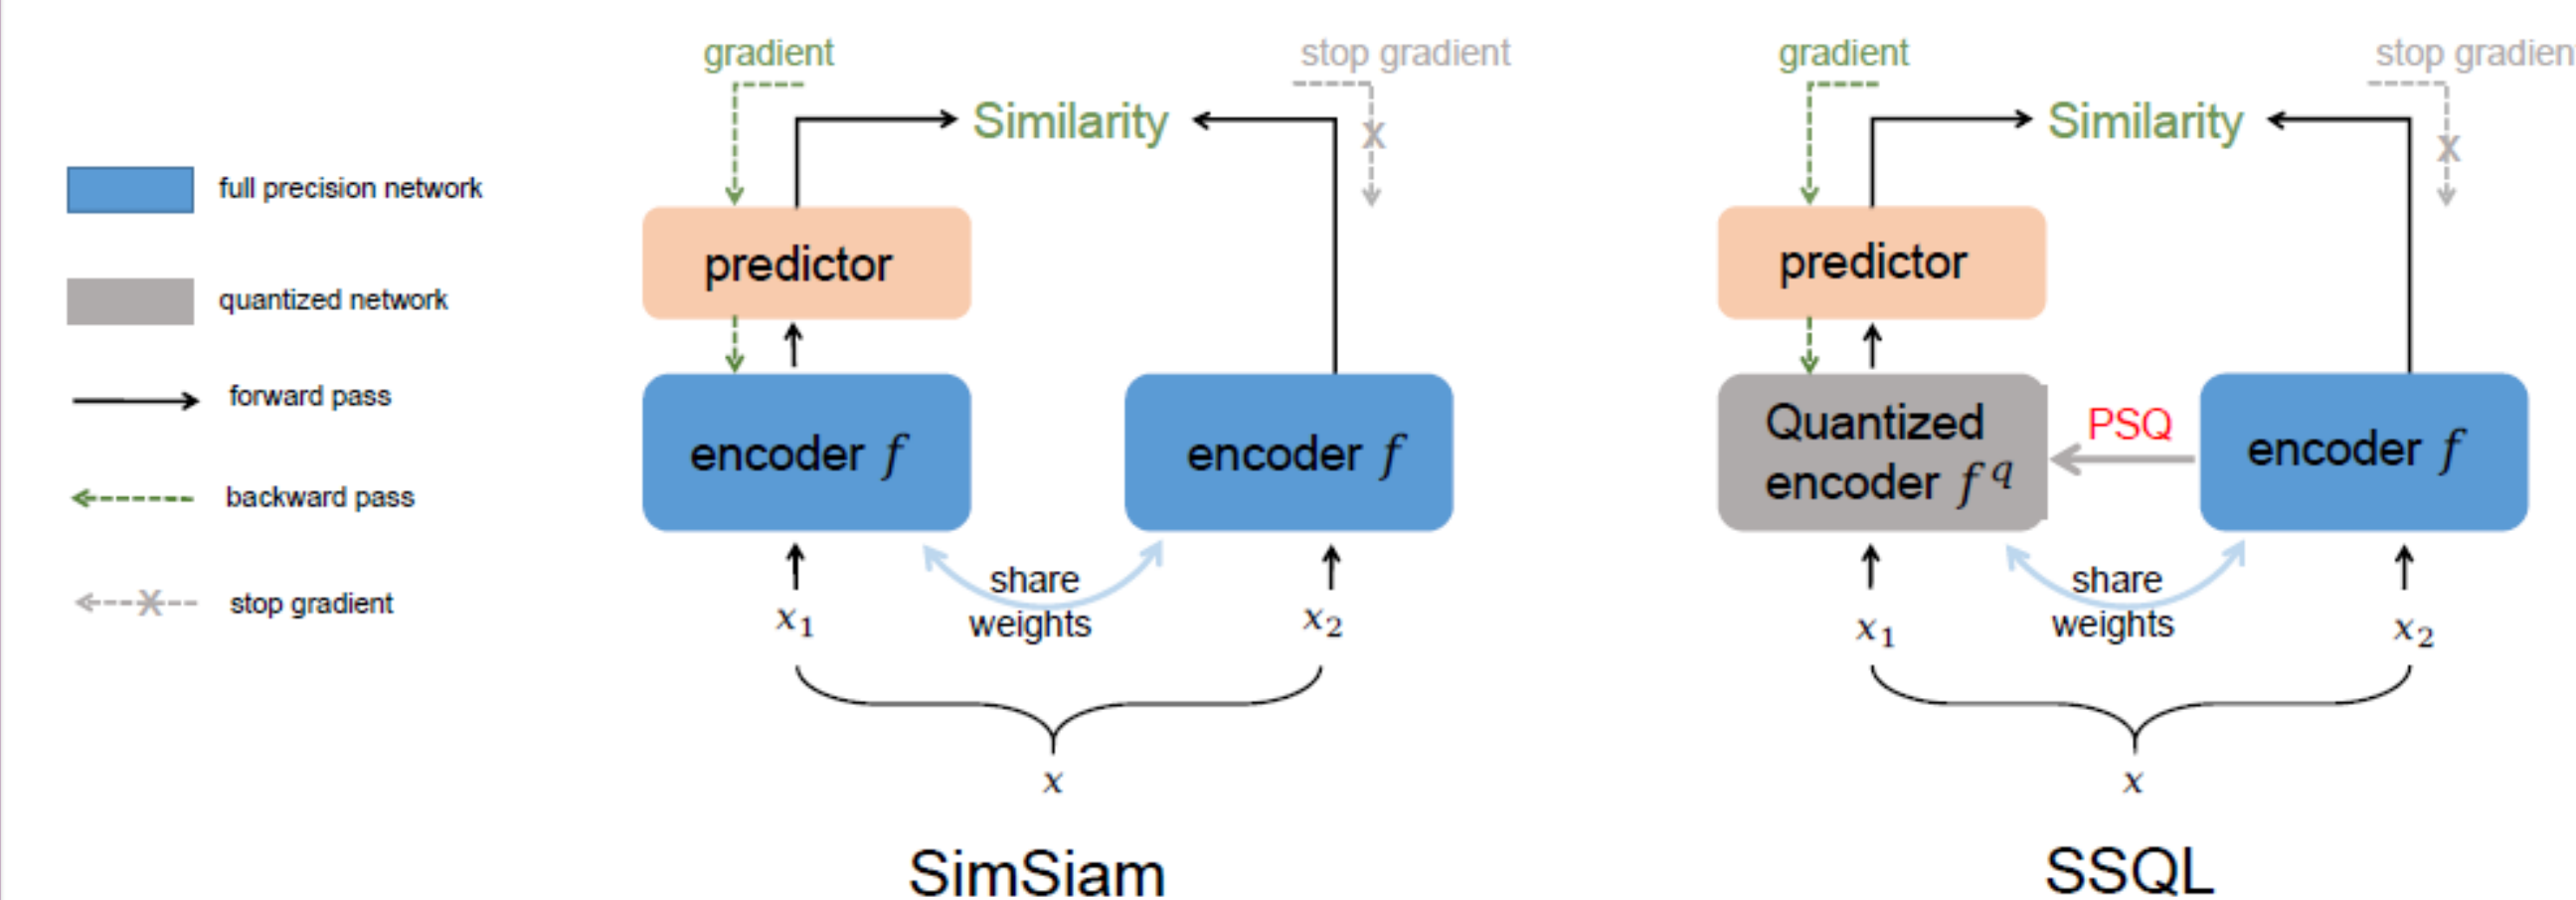 full precision network
quantized network
forward pass
backward pass
stop gradient
gradient
stop gradient
Similarity
X
predictor
encoder f
encoder f
share
weights
x₁
x₂
x
SimSiam
gradient
stop gradien
Similarity
X
predictor
Quantized
encoder f^q
PSQ
encoder f
share
weights
x₁
x₂
x
SSQL